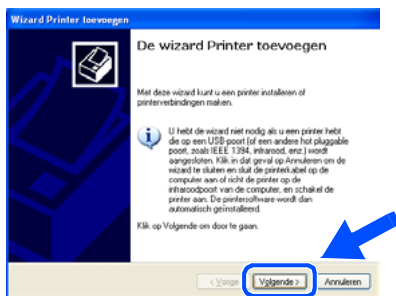 Wizard Printer toevoegen
De wizard Printer toevoegen
Met deze wizard kunt u een printer installeren of
printerverbindingen maken.
U hebt de wizard niet nodig als u een printer hebt
die op een USB-poort (of een andere hot pluggable
poort, zoals IEEE 1394, infrarood, enz.) wordt
aangesloten. Klik in dat geval op Annuleren om de
wizard te sluiten en sluit de printerkabel op de
computer aan of richt de printer op de
infraroodpoort van de computer, en schakel de
printer aan. De printersoftware wordt dan
automatisch geïnstalleerd.
Klik op Volgende om door te gaan.
< Vorige Volgende > Annuleren